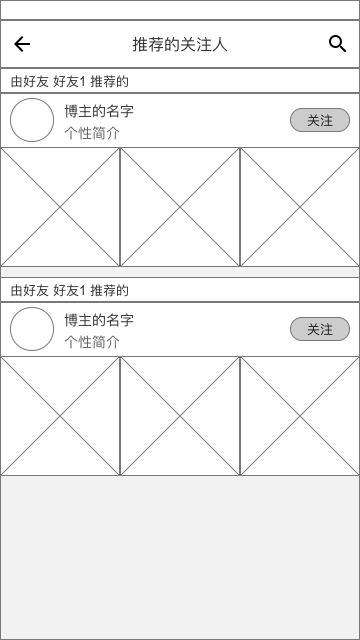 推荐的关注人
由好友 好友1 推荐的
博主的名字
个性简介
关注
由好友 好友1 推荐的
博主的名字
个性简介
关注